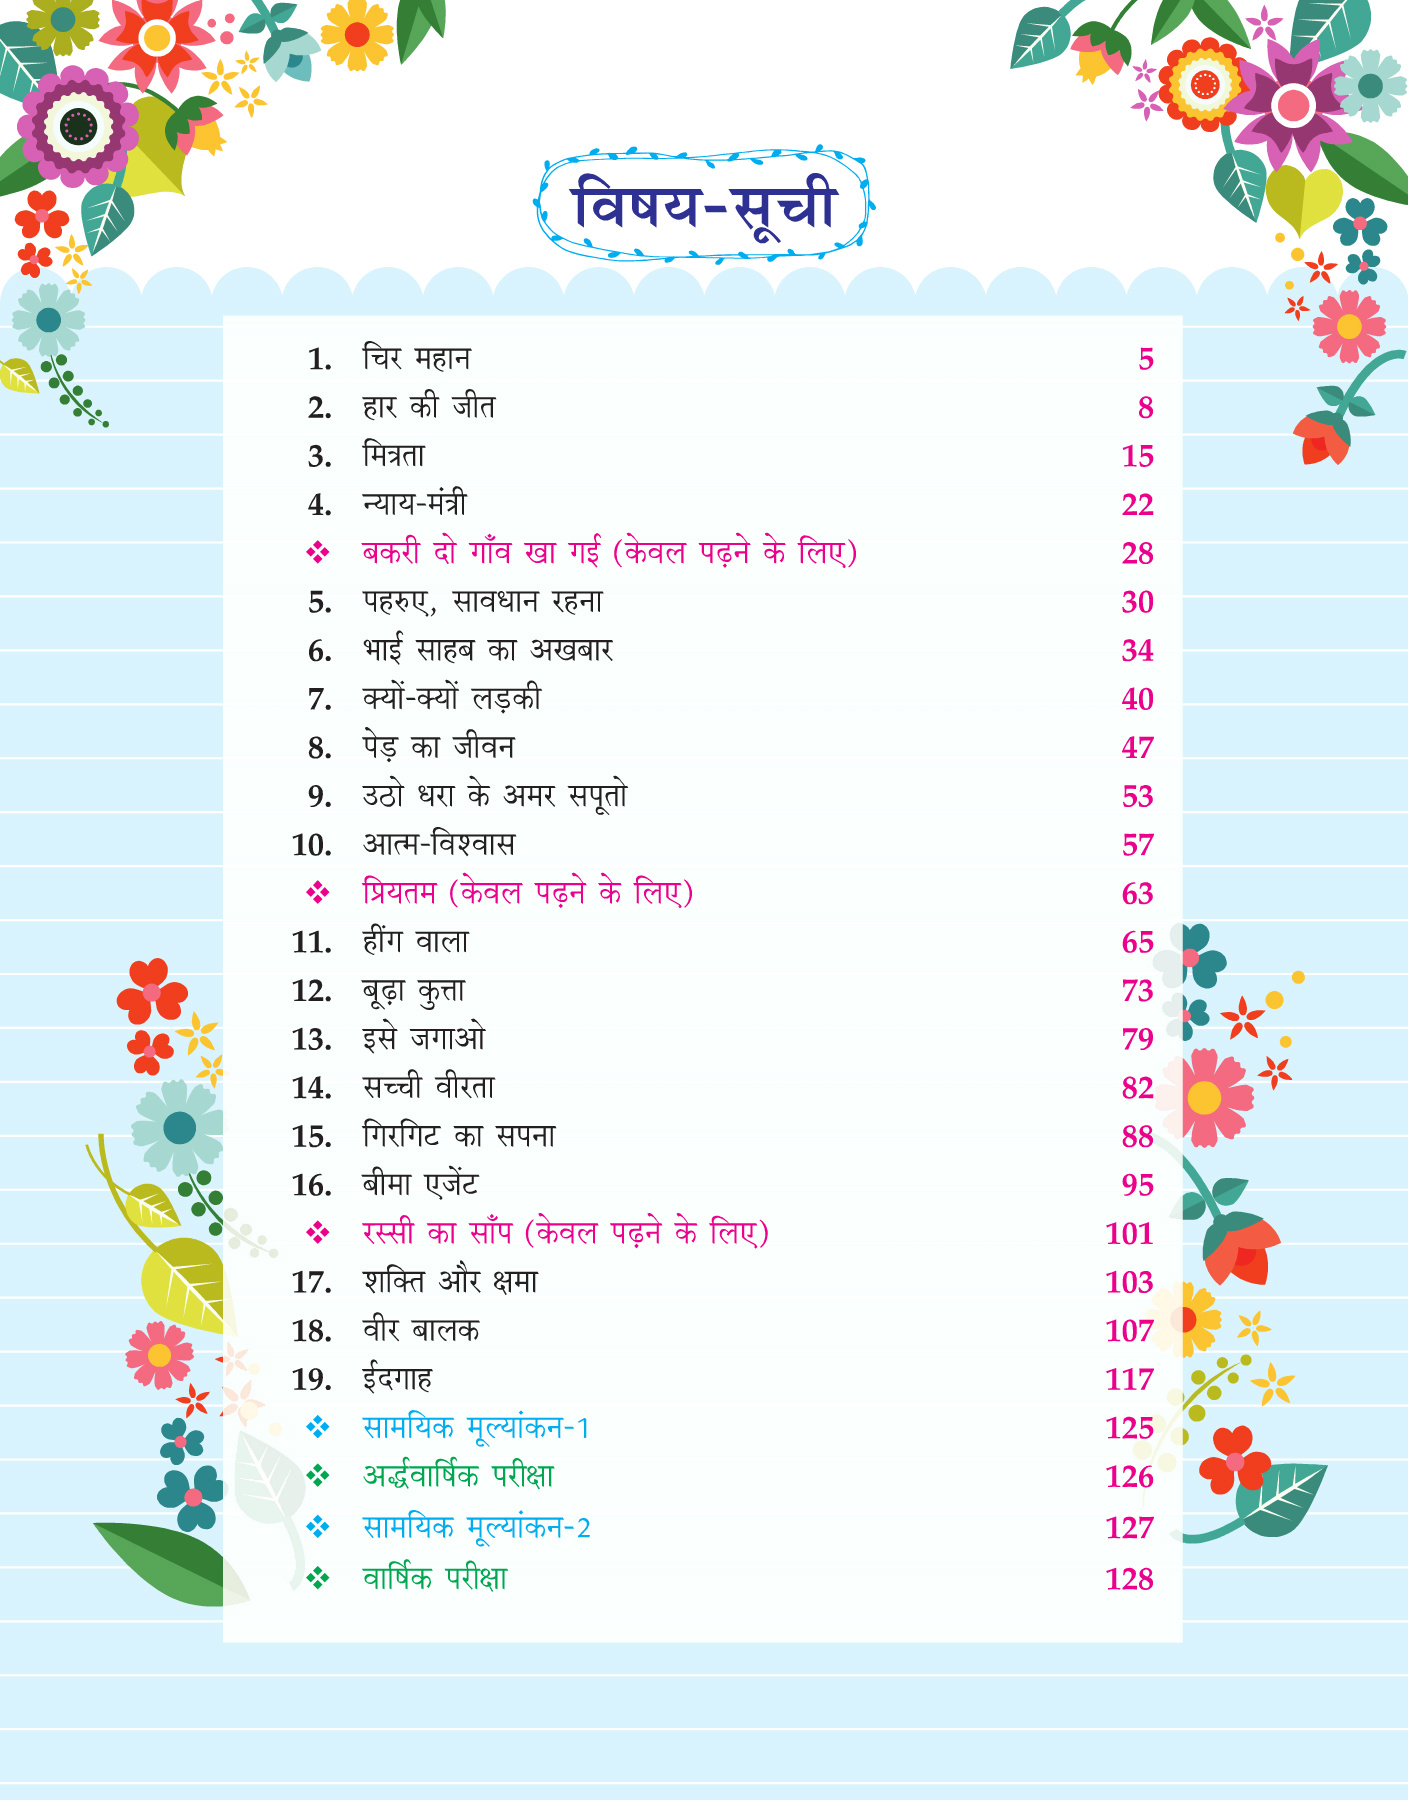 विषय-सूची
1. चिर महान 5
2. हार की जीत 8
3. मित्रता 15
4. न्याय-मंत्री 22
❖ बकरी दो गाँव खा गई (केवल पढ़ने के लिए) 28
5. पहरुए, सावधान रहना 30
6. भाई साहब का अखबार 34
7. क्यों-क्यों लड़की 40
8. पेड़ का जीवन 47
9. उठो धरा के अमर सपूतो 53
10. आत्म-विश्वास 57
❖ प्रियतम (केवल पढ़ने के लिए) 63
11. हींग वाला 65
12. बूढ़ा कुत्ता 73
13. इसे जगाओ 79
14. सच्ची वीरता 82
15. गिरगिट का सपना 88
16. बीमा एजेंट 95
❖ रस्सी का साँप (केवल पढ़ने के लिए) 101
17. शक्ति और क्षमा 103
18. वीर बालक 107
19. ईदगाह 117
❖ सामयिक मूल्यांकन-1 125
❖ अर्द्धवार्षिक परीक्षा 126
❖ सामयिक मूल्यांकन-2 127
❖ वार्षिक परीक्षा 128